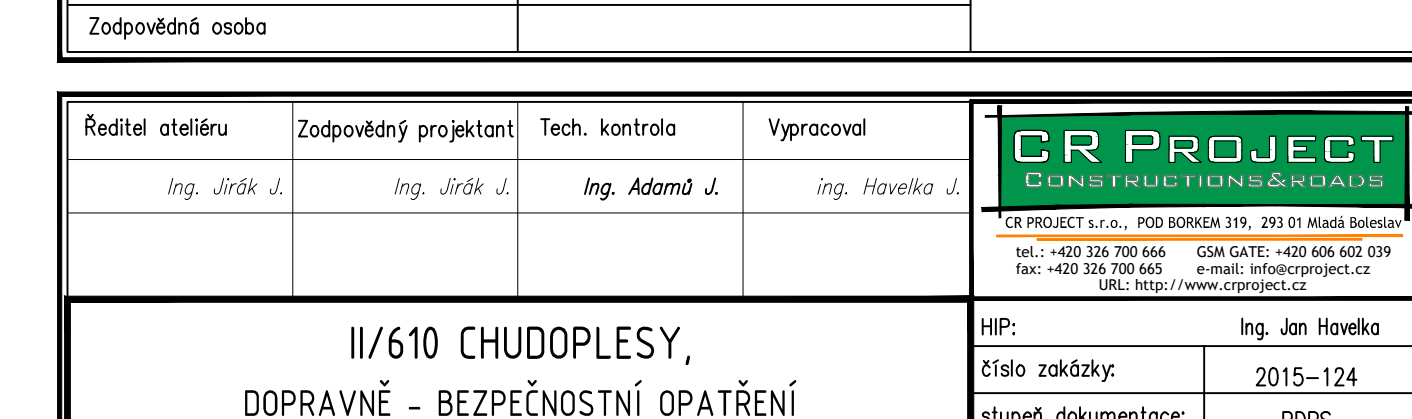 Zodpovědná osoba
Ředitel ateliéru
Zodpovědný projektant
Tech. kontrola
Vypracoval
Ing. Jirák J.
Ing. Jirák J.
Ing. Adamů J.
ing. Havelka J.
CR PROJECT
CONSTRUCTIONS&ROADS
CR PROJECT s.r.o., POD BORKEM 319, 293 01 Mladá Boleslav
tel.: +420 326 700 666 GSM GATE: +420 606 602 039
fax: +420 326 700 665 e-mail: info@crproject.cz
URL: http://www.crproject.cz
II/610 CHUDOPLESY,
DOPRAVNĚ - BEZPEČNOSTNÍ OPATŘENÍ
HIP: Ing. Jan Havelka
číslo zakázky: 2015-124
stupeň dokumentace: PDPS